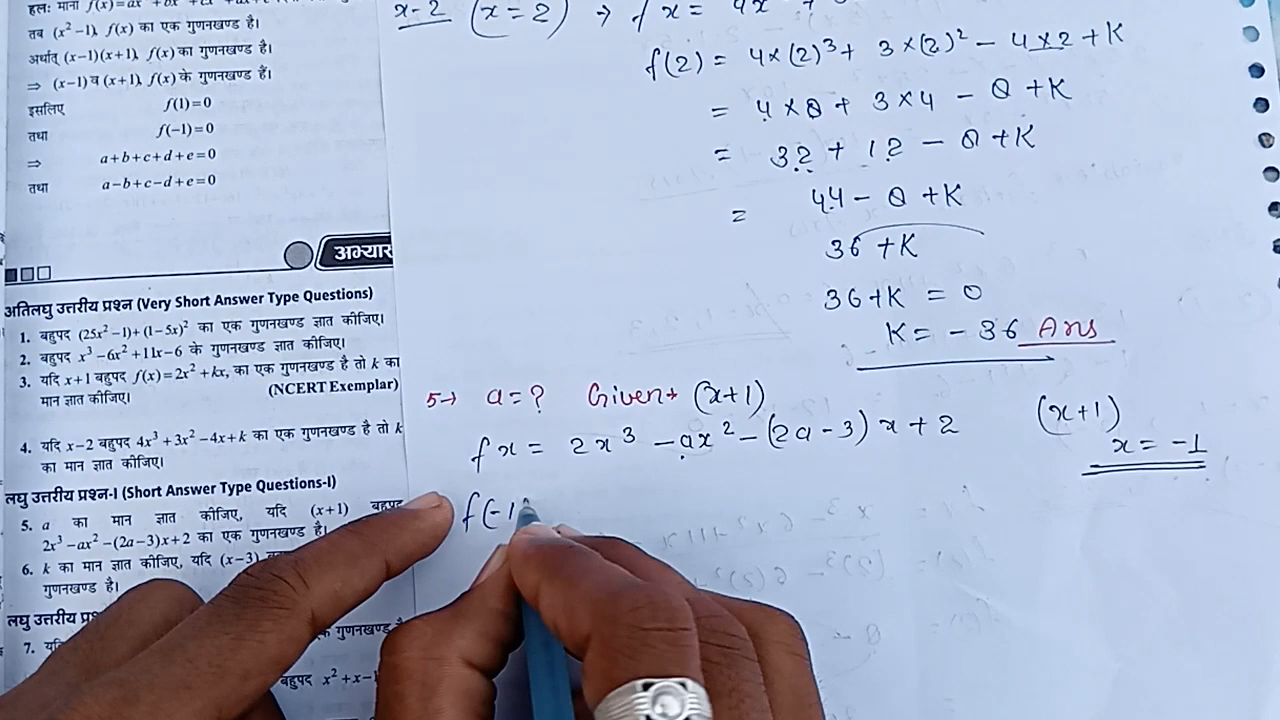 हल: माना
तब (x²−1), f(x) का एक गुणनखण्ड है।
अर्थात् (x−1)(x+1), f(x) का गुणनखण्ड है।
⇒ (x−1) व (x+1), f(x) के गुणनखण्ड हैं।
इसलिए f(1)=0
तथा f(−1)=0
⇒ a+b+c+d+e=0
तथा a−b+c−d+e=0
अभ्यास
अतिलघु उत्तरीय प्रश्न (Very Short Answer Type Questions)
1. बहुपद (25x²−1)+(1−5x)² का एक गुणनखण्ड ज्ञात कीजिए।
2. बहुपद x³−6x²+11x−6 के गुणनखण्ड ज्ञात कीजिए।
3. यदि x+1 बहुपद f(x)=2x²+kx, का एक गुणनखण्ड है तो k का
मान ज्ञात कीजिए। (NCERT Exemplar)
4. यदि x−2 बहुपद 4x³+3x²−4x+k का एक गुणनखण्ड है तो k
का मान ज्ञात कीजिए।
लघु उत्तरीय प्रश्न-I (Short Answer Type Questions-I)
5. a का मान ज्ञात कीजिए, यदि (x+1) बहुपद
2x³−ax²−(2a−3)x+2 का एक गुणनखण्ड है।
6. k का मान ज्ञात कीजिए, यदि (x−3)
गुणनखण्ड है।
लघु उत्तरीय
7. गुणनखण्ड
बहुपद x²+x−1
x-2 (x=2) → fx = 4x
f(2) = 4×(2)³+ 3×(2)² − 4×2+K
= 4×8+ 3×4 − 8+K
= 32+12−8+K
= 44−8+K
36+K
36+K = 0
K = −36 Ans
5→ a=? Given→ (x+1)
fx = 2x³ −ax²−(2a−3)x+2 (x+1)
x = −1
f(-1